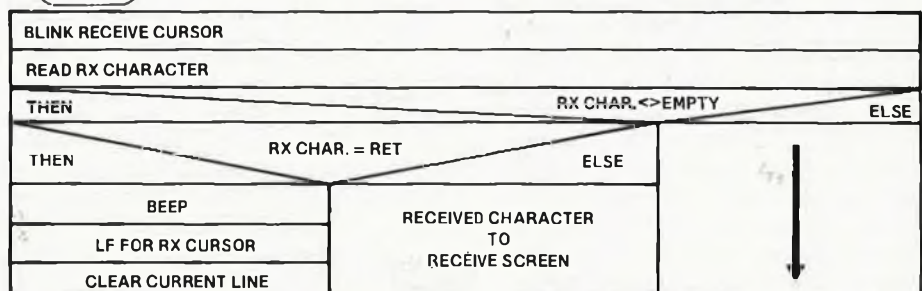 BLINK RECEIVE CURSOR
READ RX CHARACTER
THEN
RX CHAR.<>EMPTY
ELSE
THEN
RX CHAR. = RET
ELSE
BEEP
LF FOR RX CURSOR
CLEAR CURRENT LINE
RECEIVED CHARACTER
TO
RECEIVE SCREEN